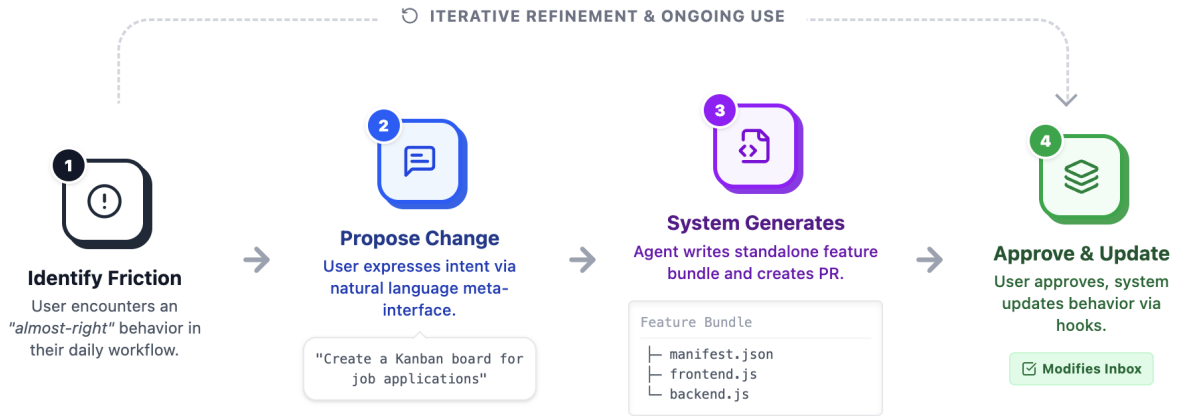 ITERATIVE REFINEMENT & ONGOING USE
1
Identify Friction
User encounters an
"almost-right" behavior in
their daily workflow.
2
Propose Change
User expresses intent via
natural language meta-
interface.
"Create a Kanban board for
job applications"
3
System Generates
Agent writes standalone feature
bundle and creates PR.
Feature Bundle
├─ manifest.json
├─ frontend.js
└─ backend.js
4
Approve & Update
User approves, system
updates behavior via
hooks.
Modifies Inbox